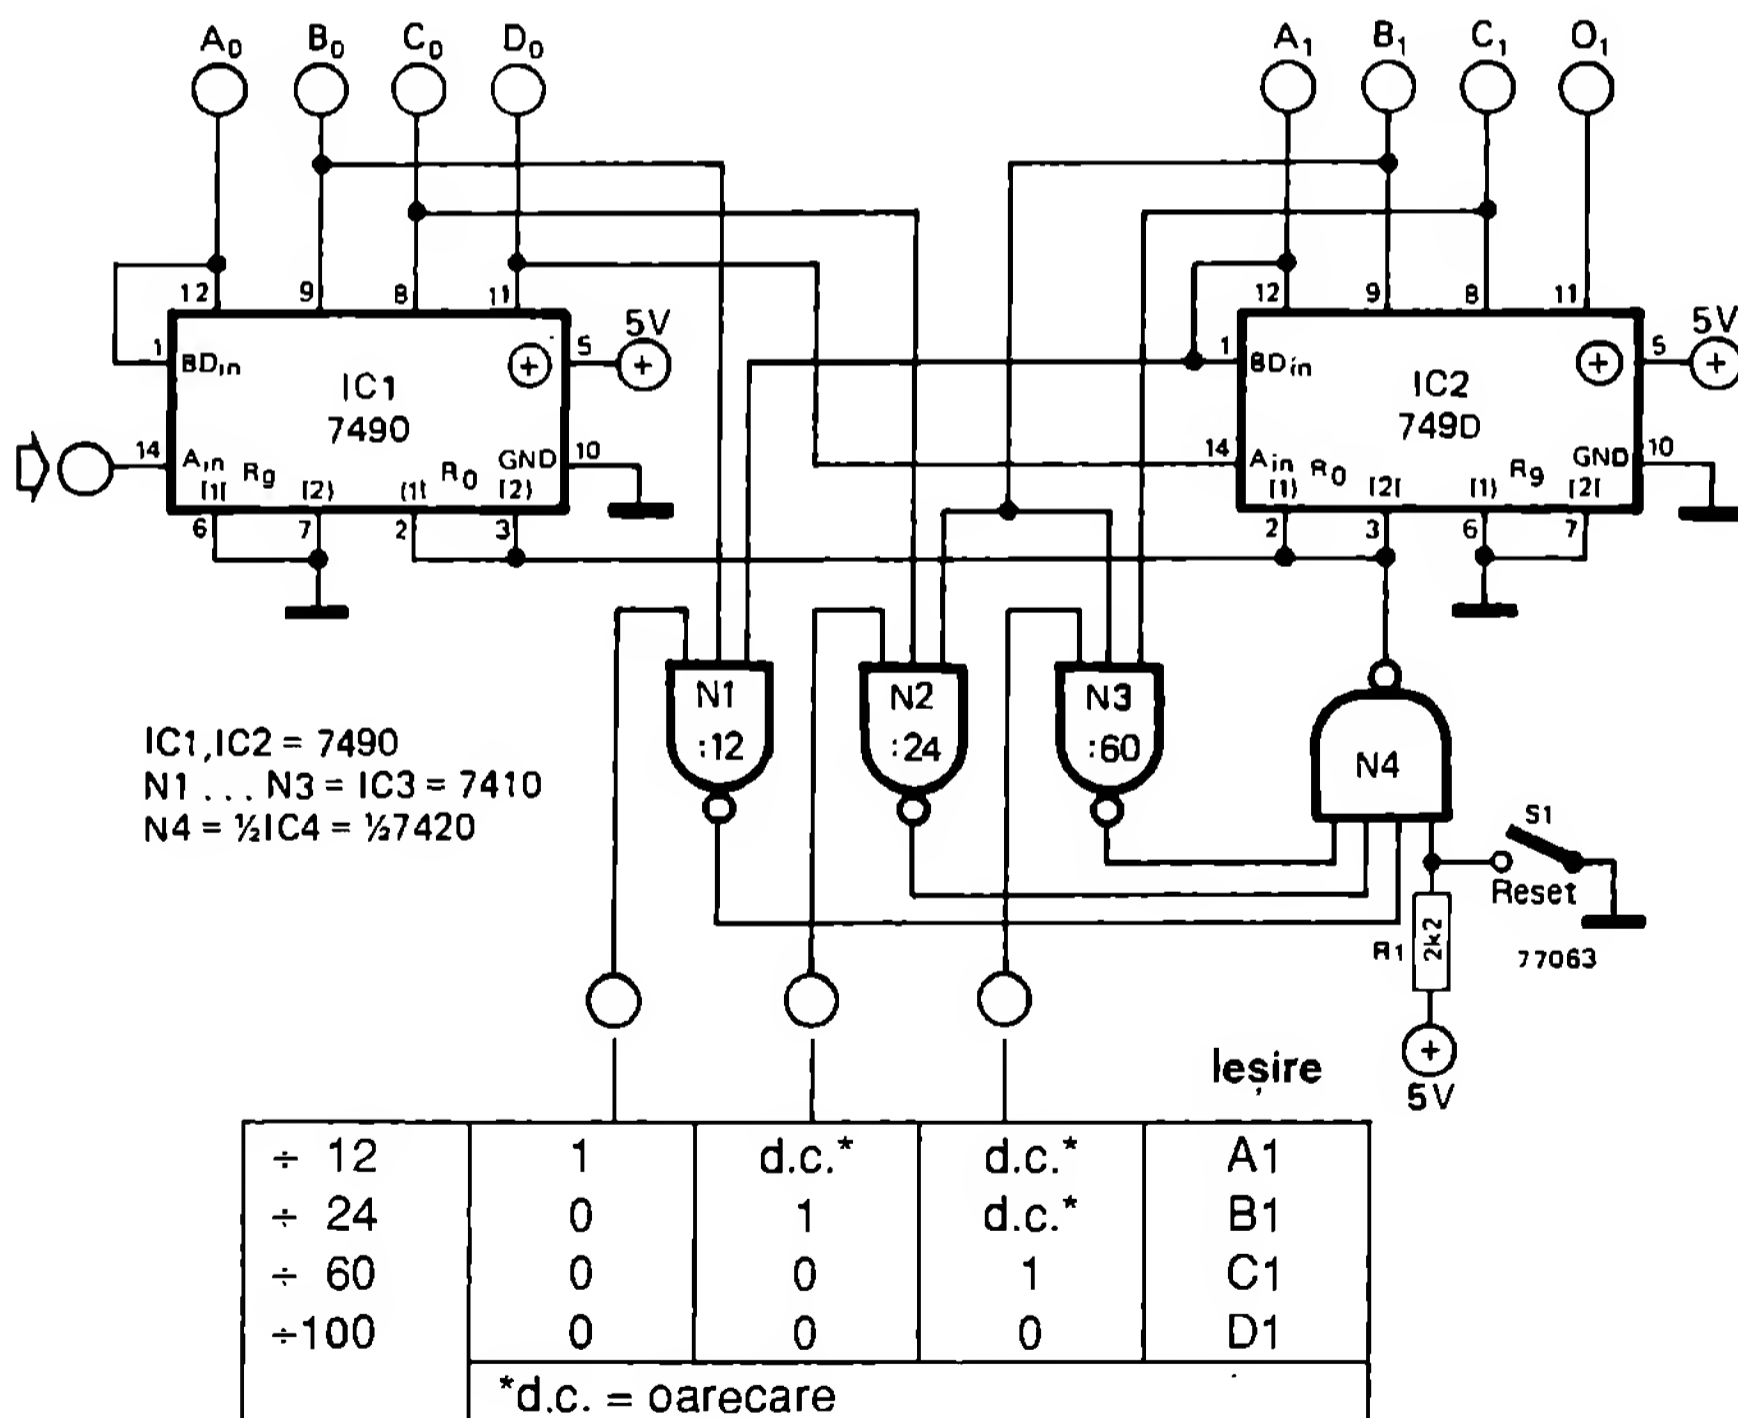 A0 B0 C0 D0 A1 B1 C1 O1
12 9 8 11 12 9 8 11
1 BDin IC1 7490 5 5V
14 Ain R9 R0 GND 10
[1[ [2) (1[ [2)
6 7 2 3
1 BDin IC2 749D 5 5V
14 Ain R0 R9 GND 10
[1) [2[ [1) [2[
2 3 6 7
N1 :12
N2 :24
N3 :60
N4
IC1,IC2 = 7490
N1 . . . N3 = IC3 = 7410
N4 = ½IC4 = ½7420
S1
Reset
R1 2k2
77063
5V
Ieșire
÷ 12 1 d.c.* d.c.* A1
÷ 24 0 1 d.c.* B1
÷ 60 0 0 1 C1
÷100 0 0 0 D1
*d.c. = oarecare